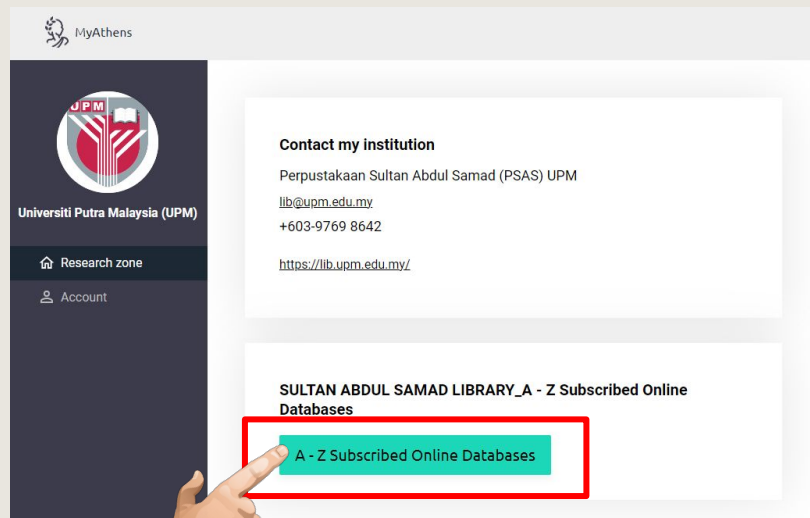 MyAthens
UPM
Universiti Putra Malaysia (UPM)
Research zone
Account
Contact my institution
Perpustakaan Sultan Abdul Samad (PSAS) UPM
lib@upm.edu.my
+603-9769 8642
https://lib.upm.edu.my/
SULTAN ABDUL SAMAD LIBRARY_A - Z Subscribed Online
Databases
A - Z Subscribed Online Databases